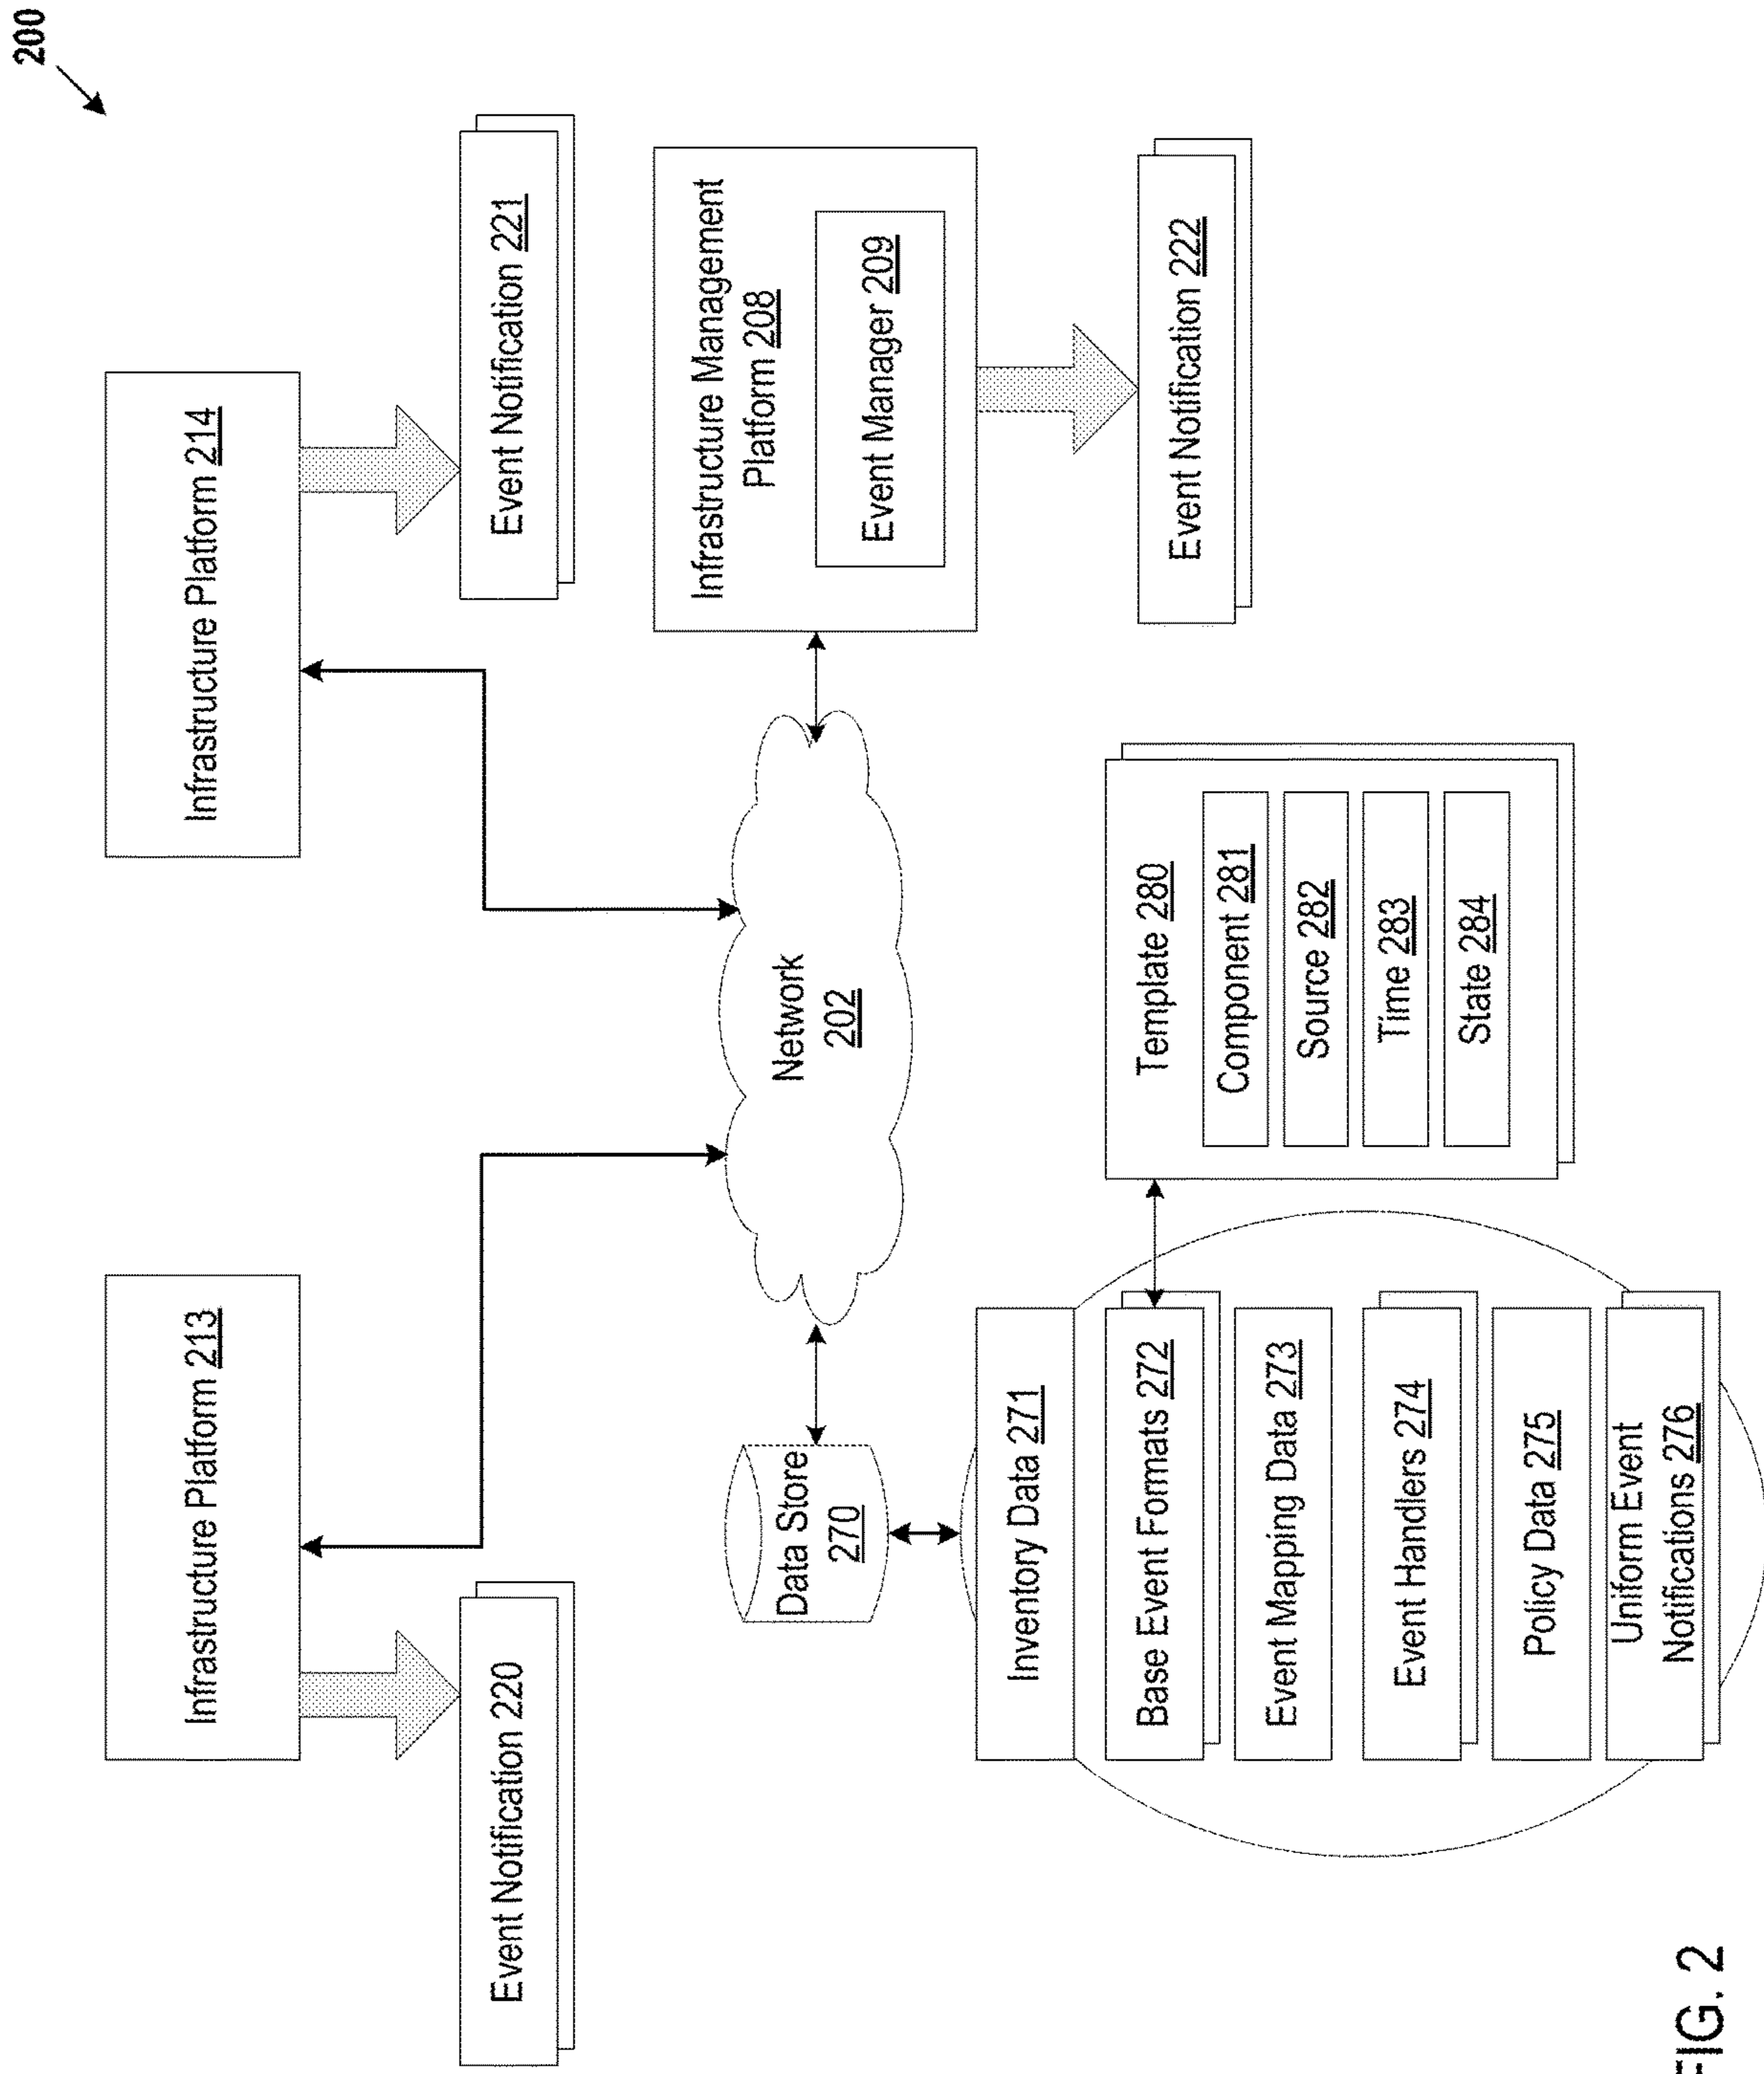 200
Infrastructure Platform 213
Infrastructure Platform 214
Event Notification 220
Event Notification 221
Data Store
270
Network
202
Infrastructure Management
Platform 208
Event Manager 209
Inventory Data 271
Base Event Formats 272
Event Mapping Data 273
Event Handlers 274
Policy Data 275
Uniform Event
Notifications 276
Template 280
Component 281
Source 282
Time 283
State 284
Event Notification 222
FIG. 2